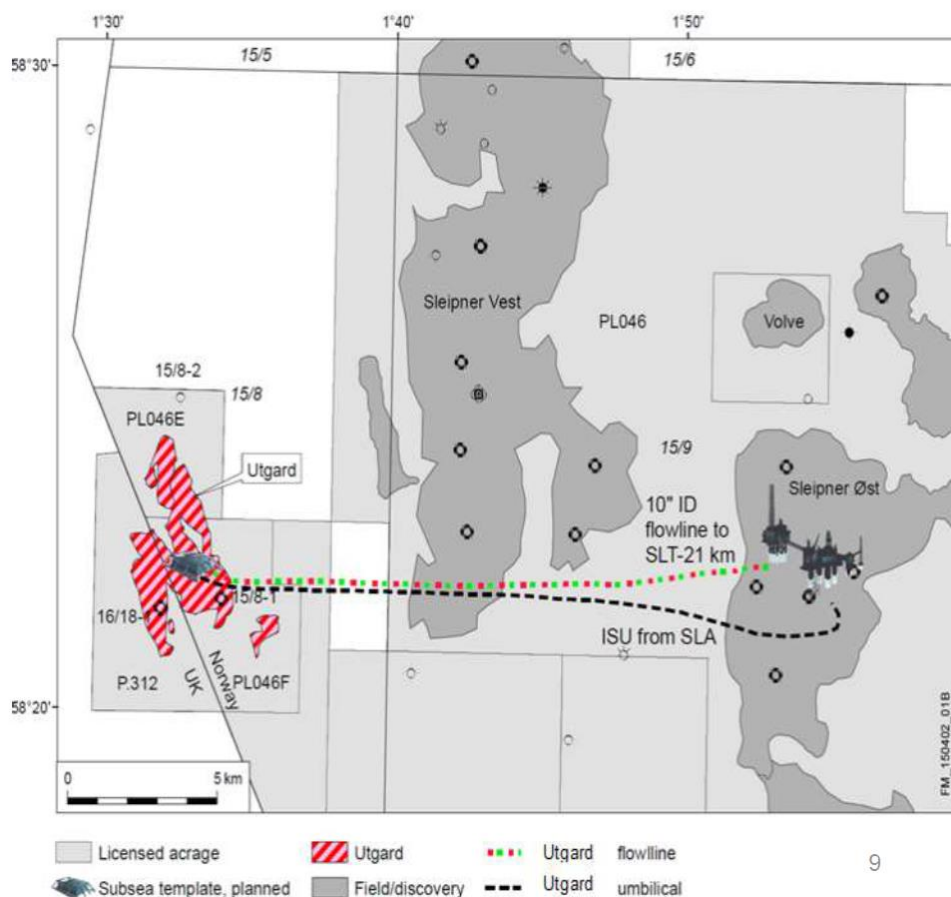 1°30'
1°40'
1°50'
58°30'
15/5
15/6
Sleipner Vest
PL046
Volve
15/8-2
15/8
PL046E
Utgard
15/9
10" ID
flowline to
SLT-21 km
Sleipner Øst
15/8-1
16/18-
ISU from SLA
Norway
UK
P.312
PL046F
58°20'
0
5 km
FM_150402_01B
Licensed acrage
Utgard
Utgard flowlline
Subsea template, planned
Field/discovery
Utgard umbilical
9